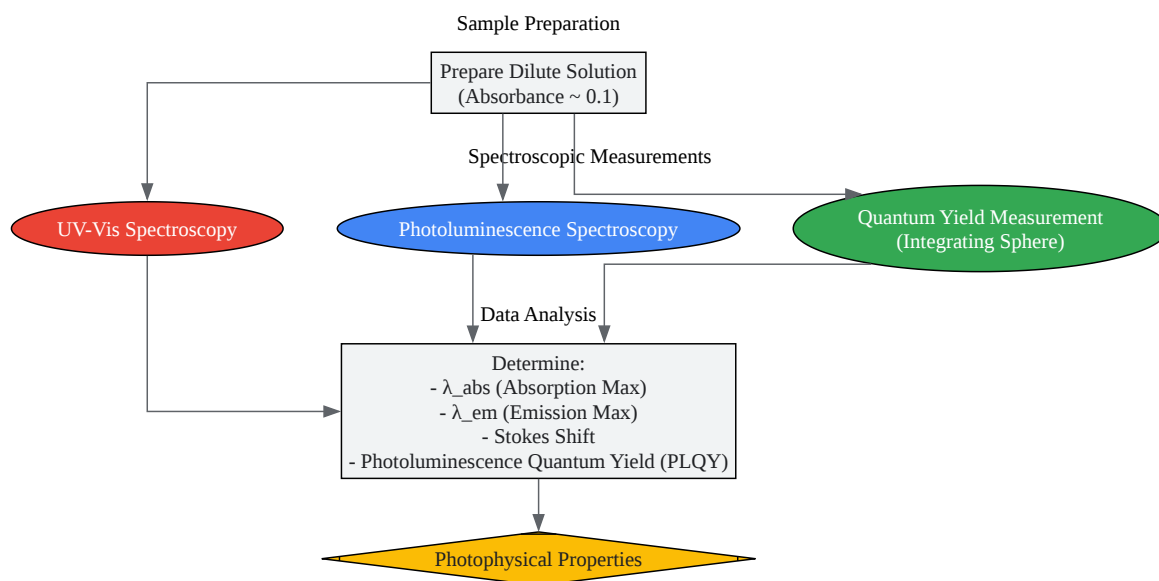 Sample Preparation
Prepare Dilute Solution
(Absorbance ~ 0.1)
Spectroscopic Measurements
UV-Vis Spectroscopy
Photoluminescence Spectroscopy
Quantum Yield Measurement
(Integrating Sphere)
Data Analysis
Determine:
- λ_abs (Absorption Max)
- λ_em (Emission Max)
- Stokes Shift
- Photoluminescence Quantum Yield (PLQY)
Photophysical Properties